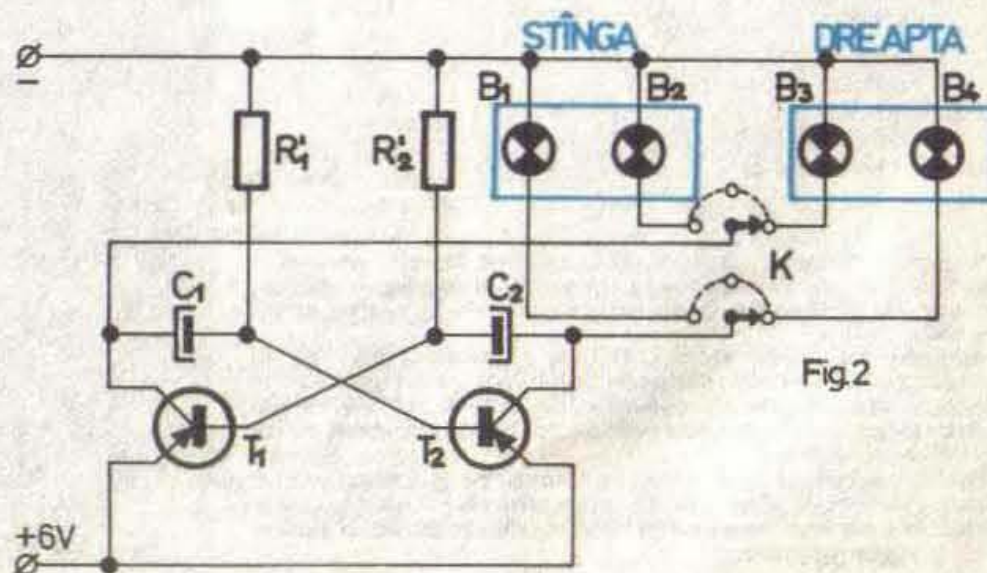 STÎNGA DREAPTA
−
B1 B2 B3 B4
R'1 R'2
C1 C2 K
Fig.2
T1 T2
+6V